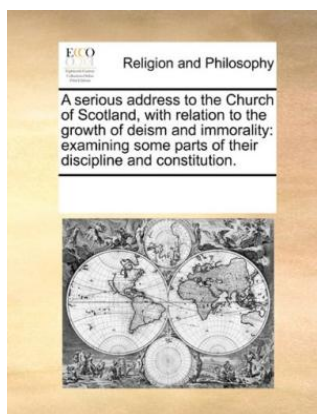 ECCO
Religion and Philosophy
A serious address to the Church
of Scotland, with relation to the
growth of deism and immorality:
examining some parts of their
discipline and constitution.